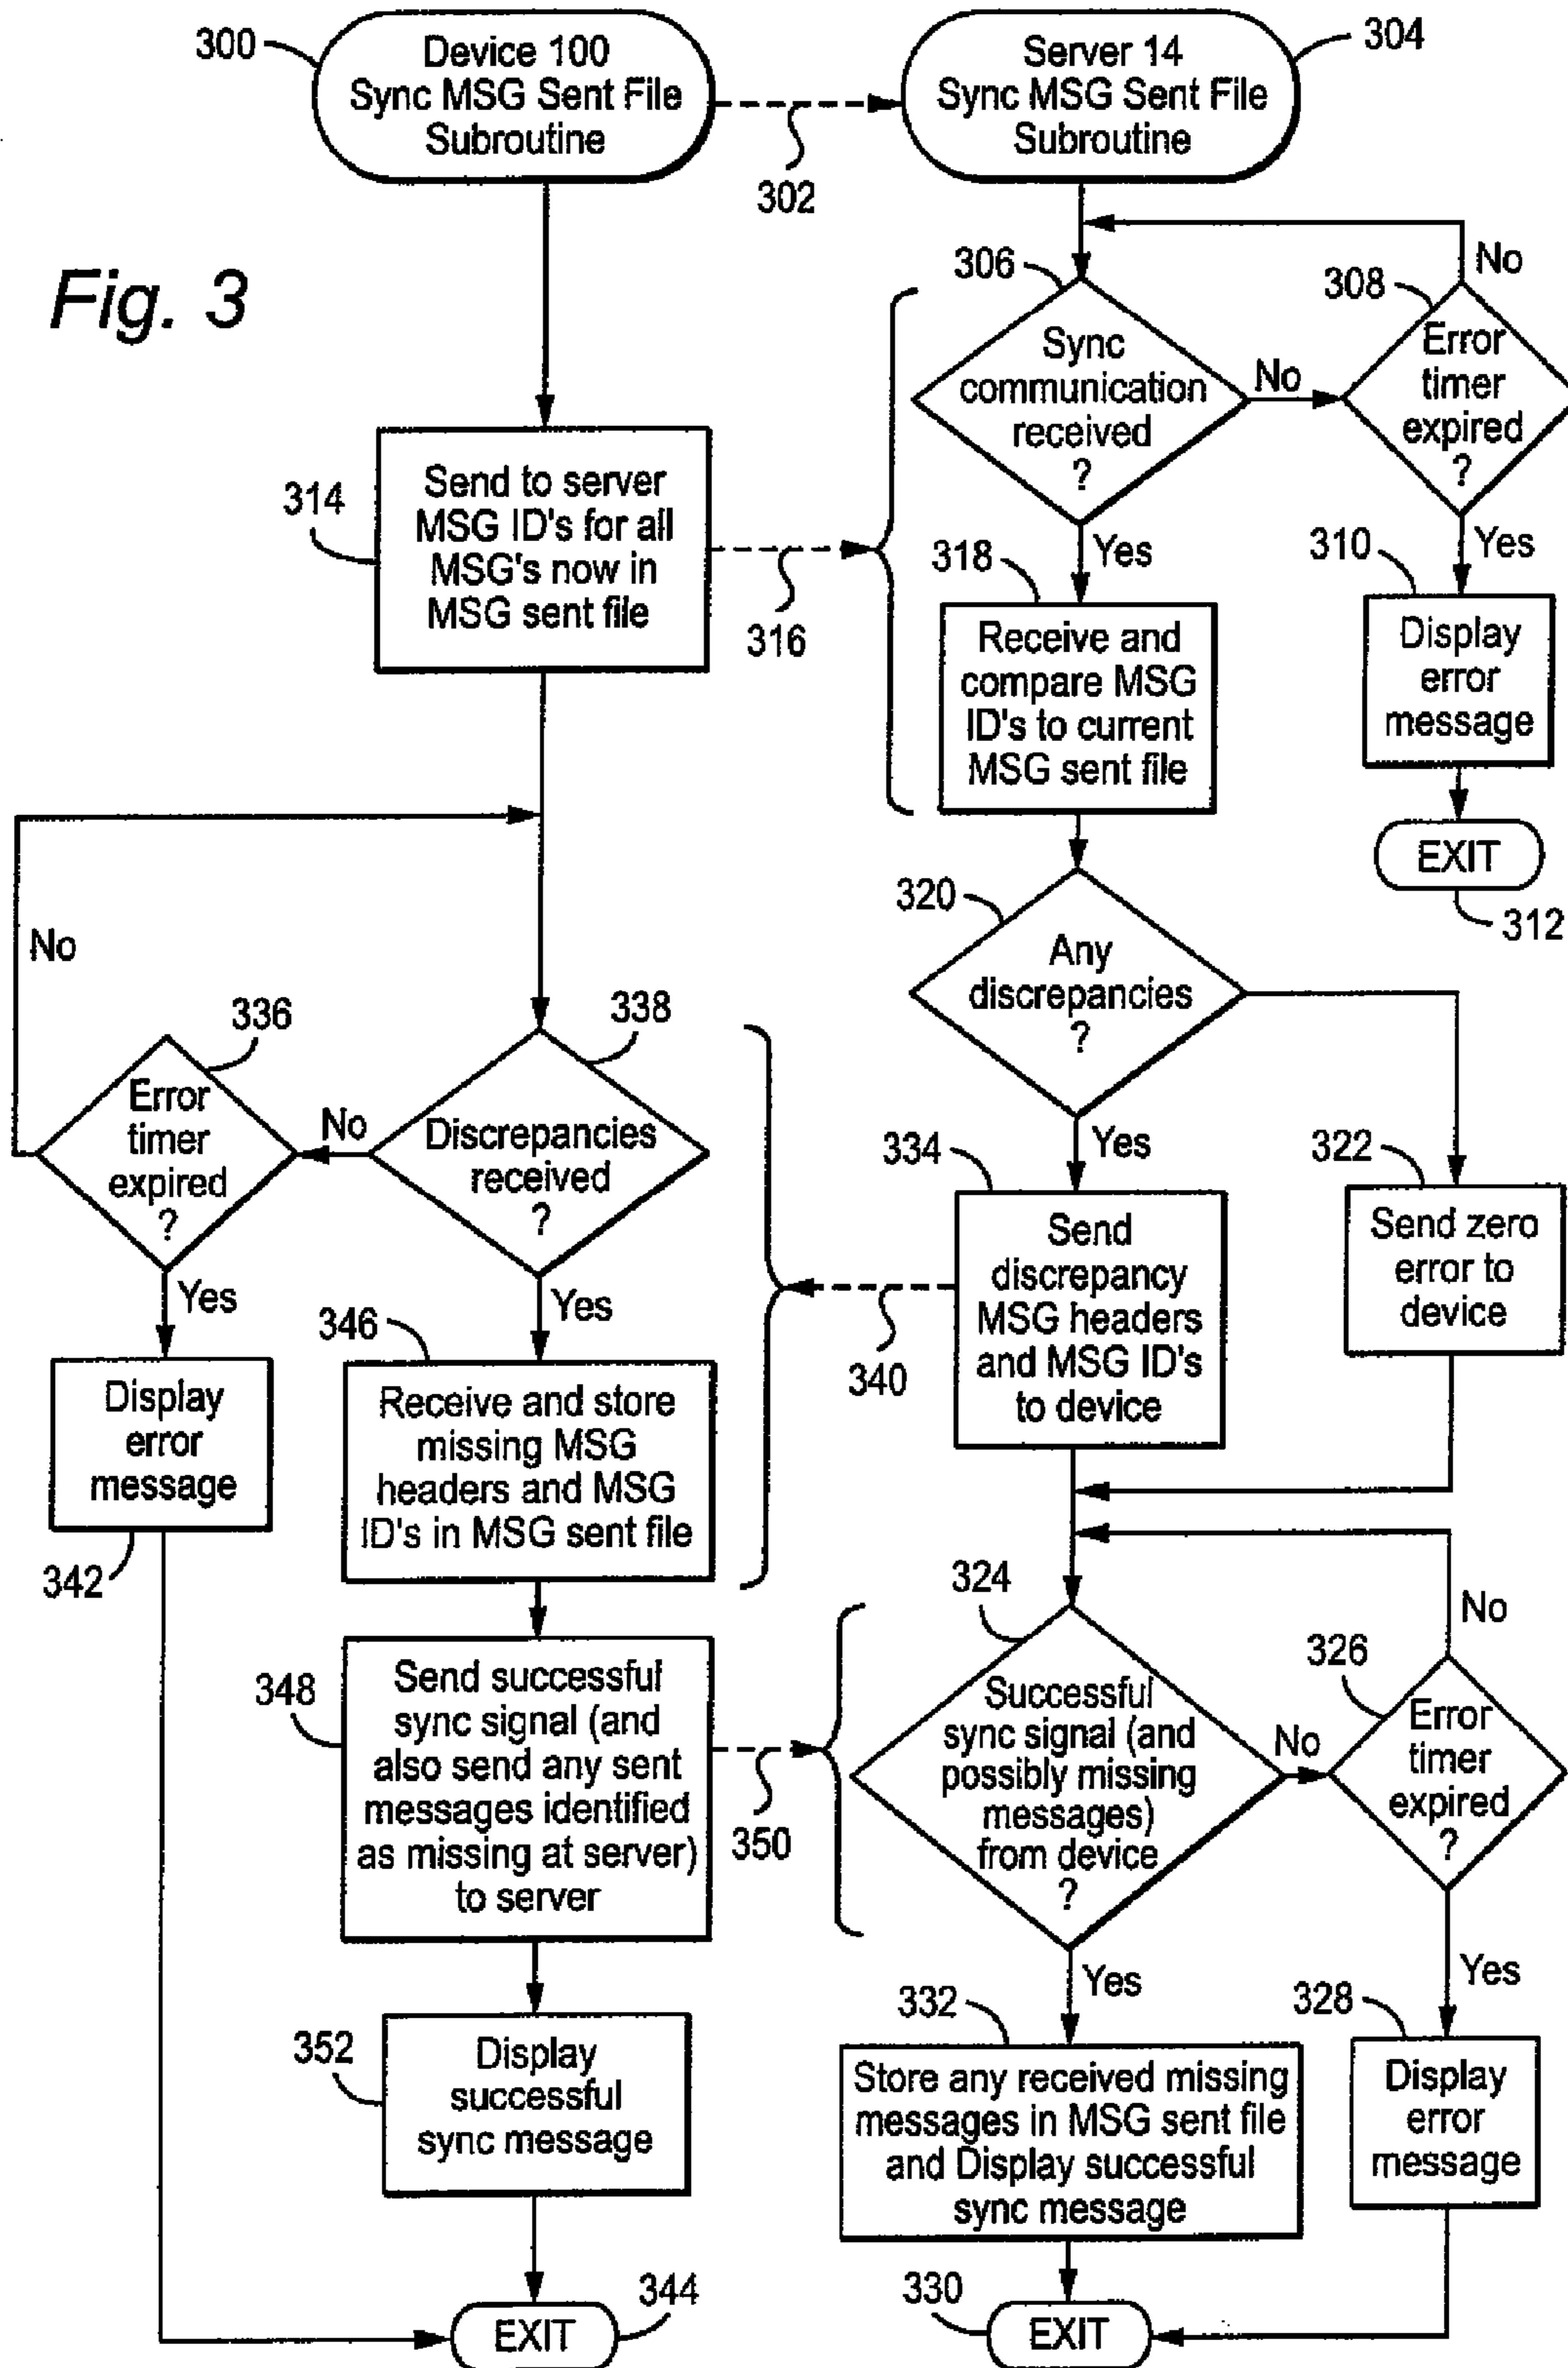 300
Device 100
Sync MSG Sent File
Subroutine
302
Server 14
Sync MSG Sent File
Subroutine
304
Fig. 3
306
Sync
communication
received
?
No
Yes
308
Error
timer
expired
?
No
Yes
310
Display
error
message
EXIT
312
314
Send to server
MSG ID's for all
MSG's now in
MSG sent file
316
318
Receive and
compare MSG
ID's to current
MSG sent file
320
Any
discrepancies
?
Yes
322
Send zero
error to
device
334
Send
discrepancy
MSG headers
and MSG ID's
to device
340
336
Error
timer
expired
?
No
Yes
338
Discrepancies
received
?
No
Yes
342
Display
error
message
346
Receive and store
missing MSG
headers and MSG
ID's in MSG sent file
348
Send successful
sync signal (and
also send any sent
messages identified
as missing at server)
to server
350
324
Successful
sync signal (and
possibly missing
messages)
from device
?
No
Yes
326
Error
timer
expired
?
No
Yes
328
Display
error
message
352
Display
successful
sync message
332
Store any received missing
messages in MSG sent file
and Display successful
sync message
EXIT
344
330
EXIT